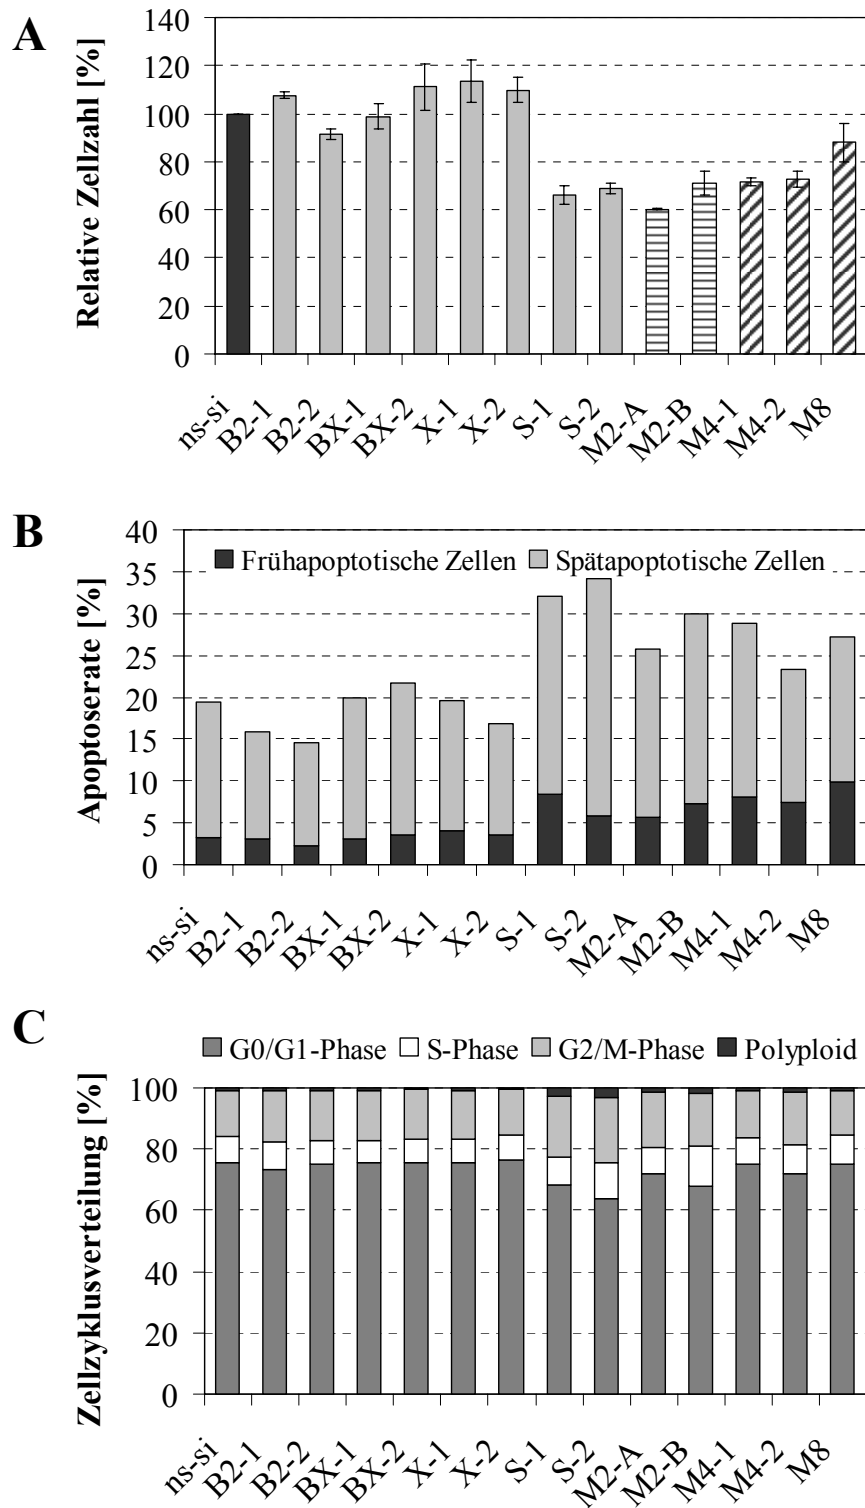 A
Relative Zellzahl [%]
140
120
100
80
60
40
20
0
ns-si
B2-1
B2-2
BX-1
BX-2
X-1
X-2
S-1
S-2
M2-A
M2-B
M4-1
M4-2
M8
B
Apoptoserate [%]
40
35
30
25
20
15
10
5
0
Frühapoptotische Zellen
Spätapoptotische Zellen
ns-si
B2-1
B2-2
BX-1
BX-2
X-1
X-2
S-1
S-2
M2-A
M2-B
M4-1
M4-2
M8
C
G0/G1-Phase
S-Phase
G2/M-Phase
Polyploid
Zellzyklusverteilung [%]
100
80
60
40
20
0
ns-si
B2-1
B2-2
BX-1
BX-2
X-1
X-2
S-1
S-2
M2-A
M2-B
M4-1
M4-2
M8